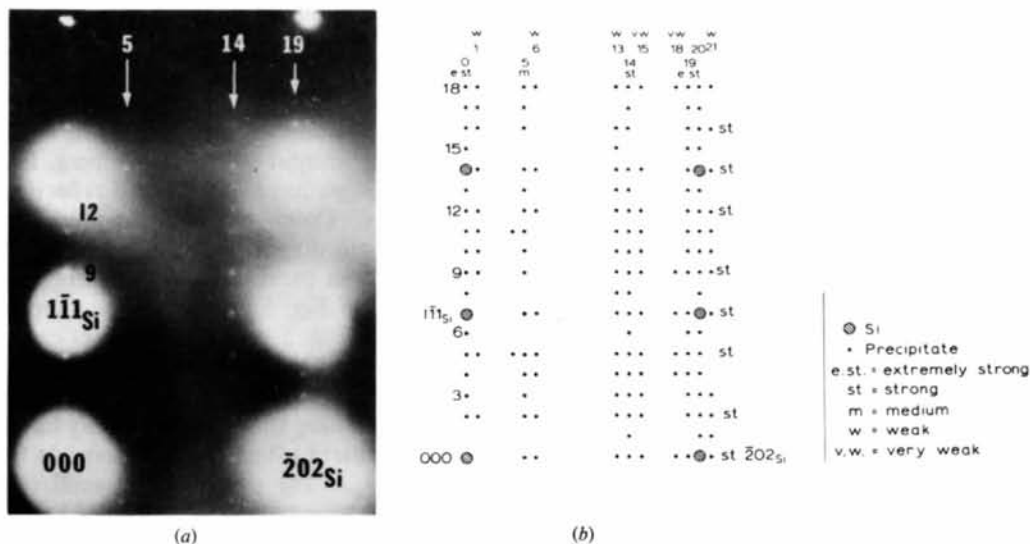 5 14 19
12
9
11̄1Si
000 2̄02Si
(a)
w w w vw vw w
1 6 13 15 18 20 21
0 5 14 19
e st m st e st
18
st
15
st
12 st
9 st
11̄1Si st
6
st
3
st
000 st 2̄02Si
Si
• Precipitate
e.st. = extremely strong
st = strong
m = medium
w = weak
v.w. = very weak
(b)